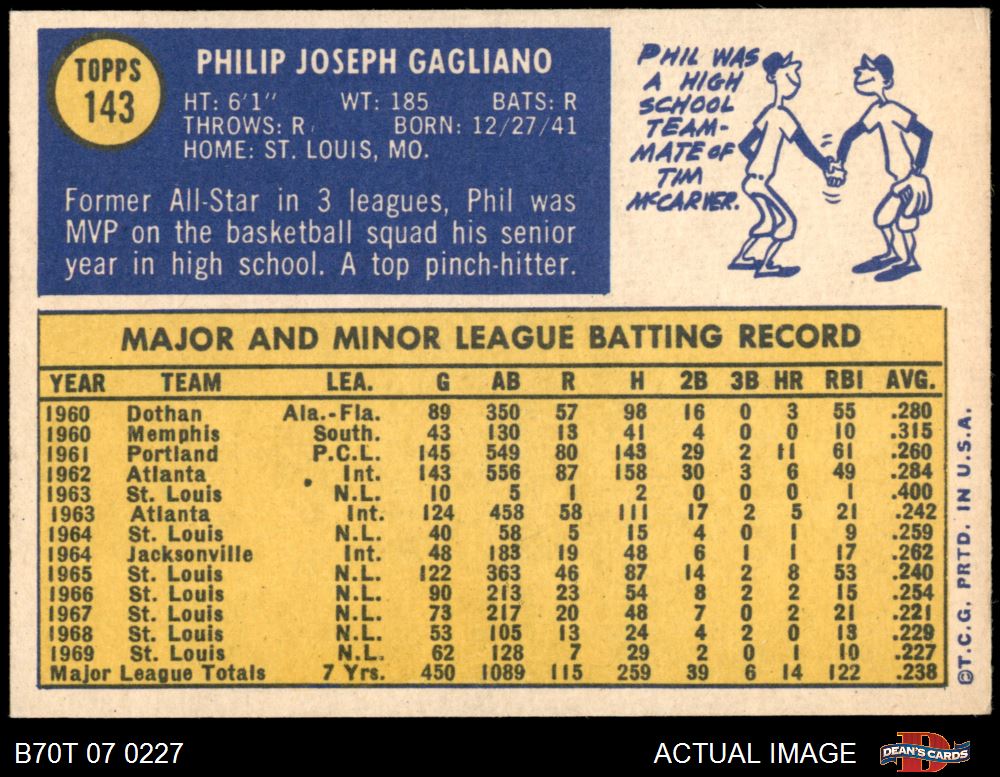 TOPPS
143
PHILIP JOSEPH GAGLIANO
HT: 6'1" WT: 185 BATS: R
THROWS: R. BORN: 12/27/41
HOME: ST. LOUIS, MO.
Former All-Star in 3 leagues, Phil was
MVP on the basketball squad his senior
year in high school. A top pinch-hitter.
PHIL WAS
A HIGH
SCHOOL
TEAM-
MATE OF
TIM
McCARVER.
MAJOR AND MINOR LEAGUE BATTING RECORD
YEAR TEAM LEA. G AB R H 2B 3B HR RBI AVG.
1960 Dothan Ala.-Fla. 89 350 57 98 16 0 3 55 .280
1960 Memphis South. 43 130 13 41 4 0 0 10 .315
1961 Portland P.C.L. 145 549 80 143 29 2 11 61 .260
1962 Atlanta Int. 143 556 87 158 30 3 6 49 .284
1963 St. Louis N.L. 10 5 1 2 0 0 0 1 .400
1963 Atlanta Int. 124 458 58 111 17 2 5 21 .242
1964 St. Louis N.L. 40 58 5 15 4 0 1 9 .259
1964 Jacksonville Int. 48 183 19 48 6 1 1 17 .262
1965 St. Louis N.L. 122 363 46 87 14 2 8 53 .240
1966 St. Louis N.L. 90 213 23 54 8 2 2 15 .254
1967 St. Louis N.L. 73 217 20 48 7 0 2 21 .221
1968 St. Louis N.L. 53 105 13 24 4 2 0 13 .229
1969 St. Louis N.L. 62 128 7 29 2 0 1 10 .227
Major League Totals 7 Yrs. 450 1089 115 259 39 6 14 122 .238
©T.C.G. PRTD. IN U.S.A.
B70T 07 0227
ACTUAL IMAGE
DEAN'S CARDS